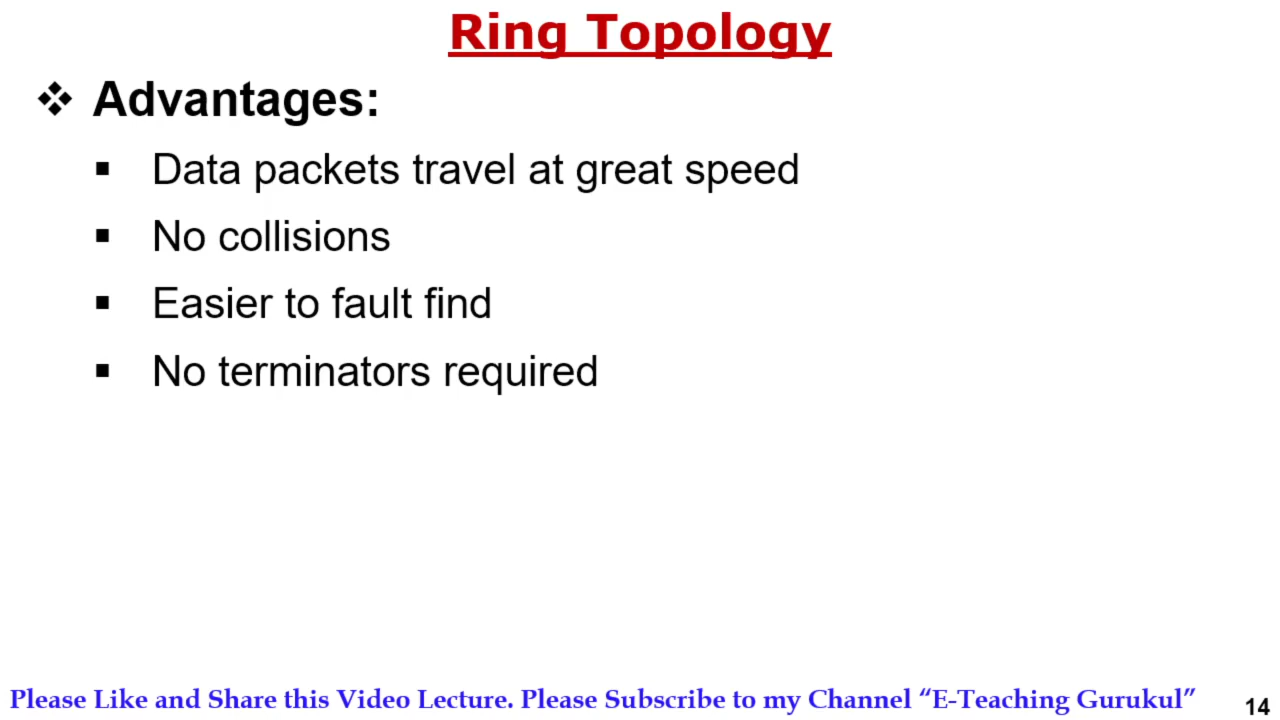 Ring Topology
❖ Advantages:
▪ Data packets travel at great speed
▪ No collisions
▪ Easier to fault find
▪ No terminators required
Please Like and Share this Video Lecture. Please Subscribe to my Channel “E-Teaching Gurukul”
14